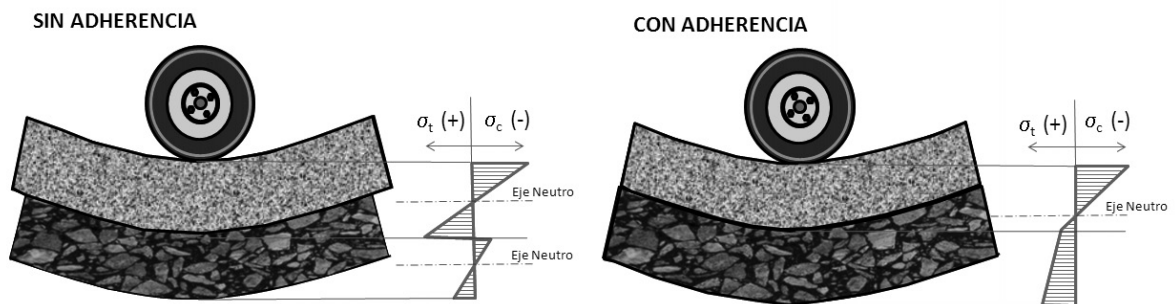 SIN ADHERENCIA
σt (+) σc (-)
Eje Neutro
Eje Neutro
CON ADHERENCIA
σt (+) σc (-)
Eje Neutro